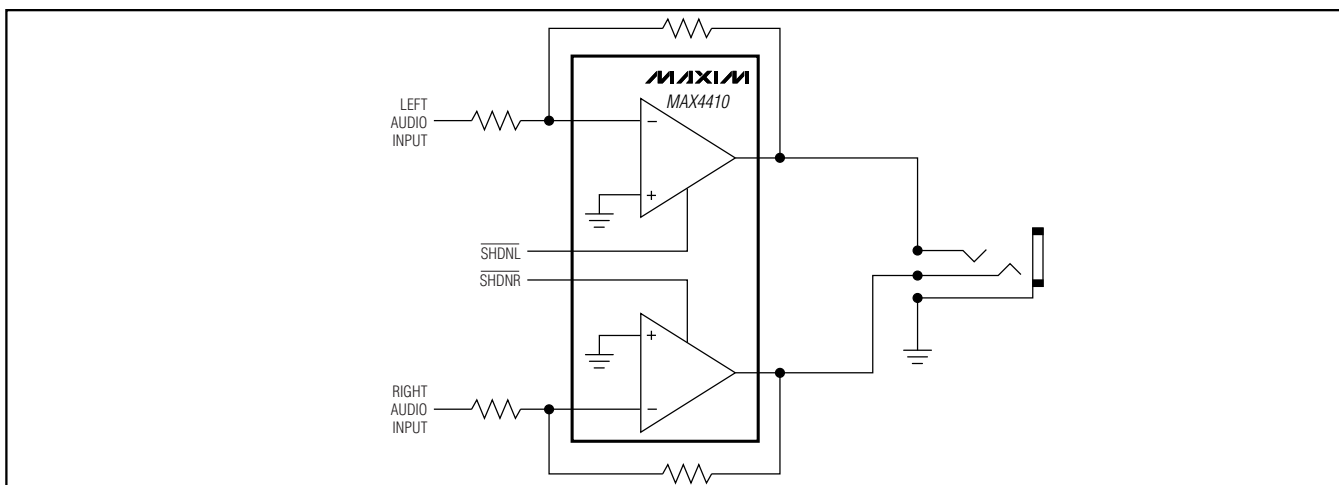 MAXIM
MAX4410
LEFT
AUDIO
INPUT
−
+
SHDNL
SHDNR
+
−
RIGHT
AUDIO
INPUT